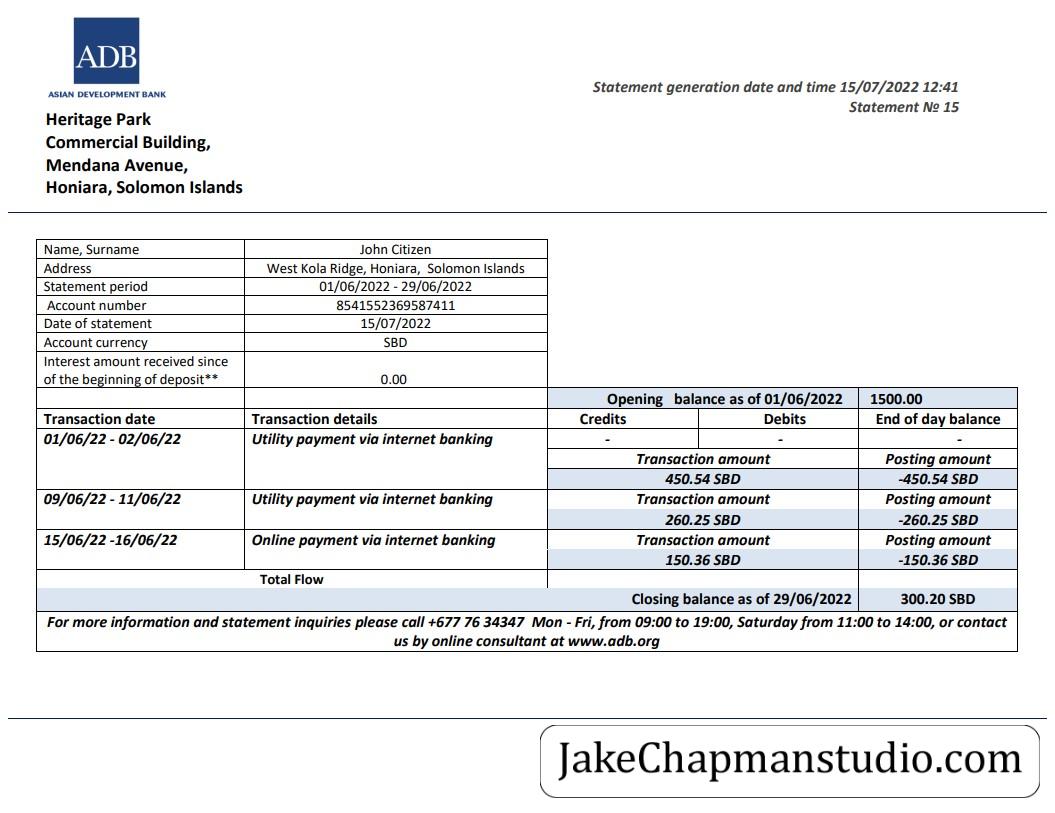 ADB
ASIAN DEVELOPMENT BANK
Statement generation date and time 15/07/2022 12:41
Statement № 15
Heritage Park
Commercial Building,
Mendana Avenue,
Honiara, Solomon Islands
Name, Surname John Citizen
Address West Kola Ridge, Honiara, Solomon Islands
Statement period 01/06/2022 - 29/06/2022
Account number 8541552369587411
Date of statement 15/07/2022
Account currency SBD
Interest amount received since
of the beginning of deposit** 0.00
Opening balance as of 01/06/2022 1500.00
Transaction date Transaction details Credits Debits End of day balance
01/06/22 - 02/06/22 Utility payment via internet banking - - -
Transaction amount Posting amount
450.54 SBD -450.54 SBD
09/06/22 - 11/06/22 Utility payment via internet banking Transaction amount Posting amount
260.25 SBD -260.25 SBD
15/06/22 -16/06/22 Online payment via internet banking Transaction amount Posting amount
150.36 SBD -150.36 SBD
Total Flow
Closing balance as of 29/06/2022 300.20 SBD
For more information and statement inquiries please call +677 76 34347 Mon - Fri, from 09:00 to 19:00, Saturday from 11:00 to 14:00, or contact
us by online consultant at www.adb.org
JakeChapmanstudio.com